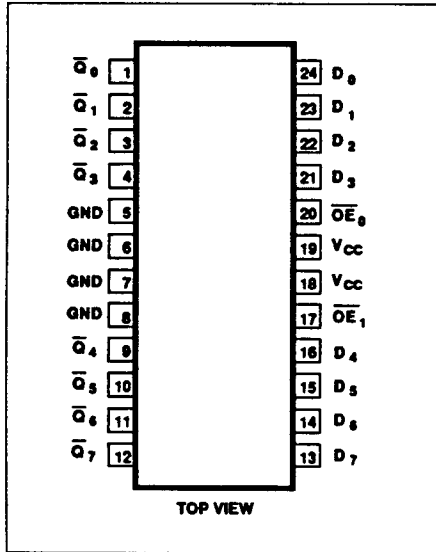 Q̅0 1 24 D0
Q̅1 2 23 D1
Q̅2 3 22 D2
Q̅3 4 21 D3
GND 5 20 O̅E̅0
GND 6 19 VCC
GND 7 18 VCC
GND 8 17 O̅E̅1
Q̅4 9 16 D4
Q̅5 10 15 D5
Q̅6 11 14 D6
Q̅7 12 13 D7
TOP VIEW